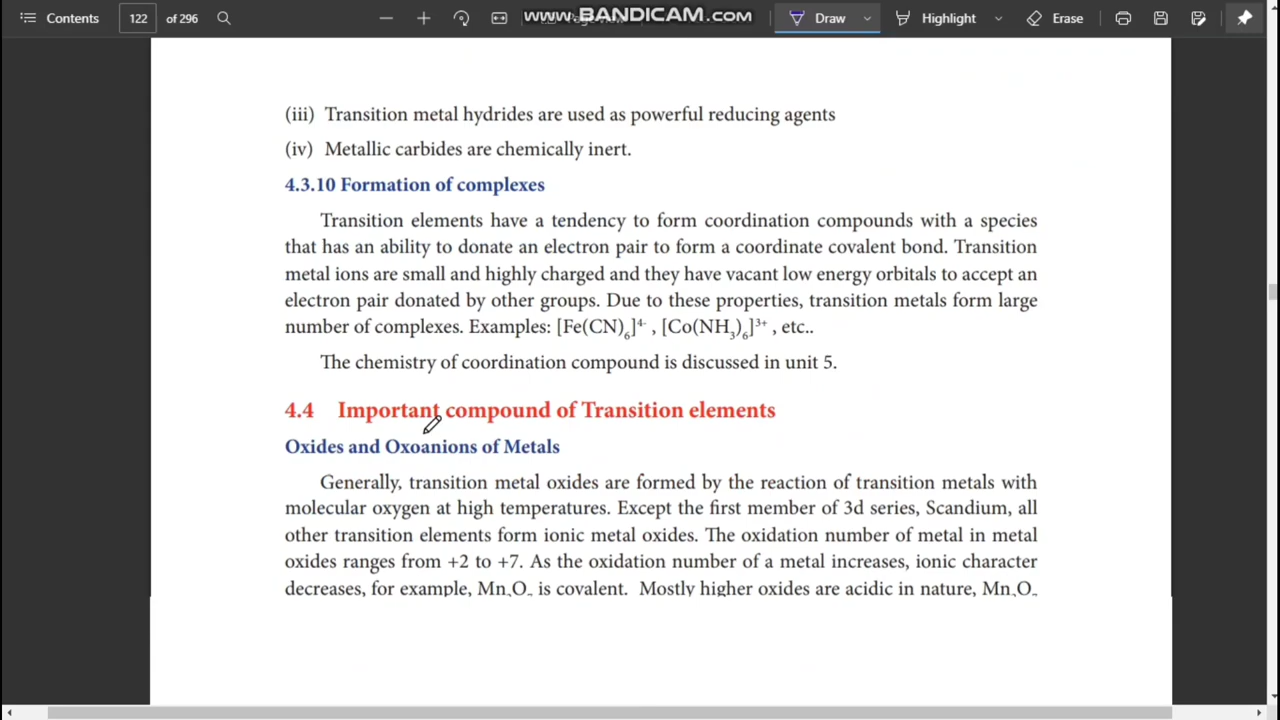 Contents 122 of 296 WWW.BANDICAM.COM Draw Highlight Erase
(iii) Transition metal hydrides are used as powerful reducing agents
(iv) Metallic carbides are chemically inert.
4.3.10 Formation of complexes
Transition elements have a tendency to form coordination compounds with a species
that has an ability to donate an electron pair to form a coordinate covalent bond. Transition
metal ions are small and highly charged and they have vacant low energy orbitals to accept an
electron pair donated by other groups. Due to these properties, transition metals form large
number of complexes. Examples: [Fe(CN)₆]⁴⁻ , [Co(NH₃)₆]³⁺ , etc..
The chemistry of coordination compound is discussed in unit 5.
4.4 Important compound of Transition elements
Oxides and Oxoanions of Metals
Generally, transition metal oxides are formed by the reaction of transition metals with
molecular oxygen at high temperatures. Except the first member of 3d series, Scandium, all
other transition elements form ionic metal oxides. The oxidation number of metal in metal
oxides ranges from +2 to +7. As the oxidation number of a metal increases, ionic character
decreases, for example, Mn₂O₇ is covalent. Mostly higher oxides are acidic in nature, Mn₂O₇